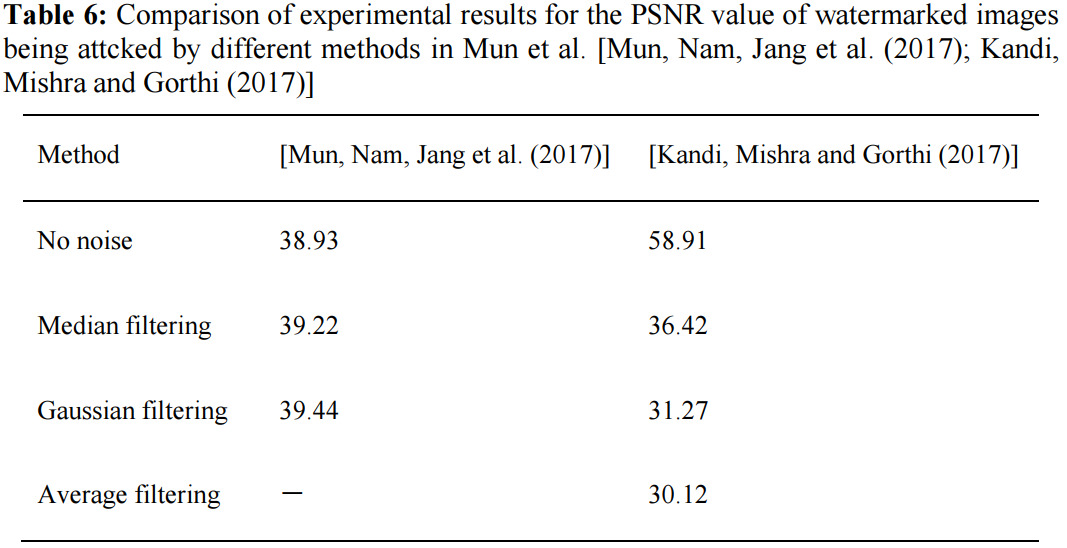 Table 6: Comparison of experimental results for the PSNR value of watermarked images
being attcked by different methods in Mun et al. [Mun, Nam, Jang et al. (2017); Kandi,
Mishra and Gorthi (2017)]
Method [Mun, Nam, Jang et al. (2017)] [Kandi, Mishra and Gorthi (2017)]
No noise 38.93 58.91
Median filtering 39.22 36.42
Gaussian filtering 39.44 31.27
Average filtering — 30.12